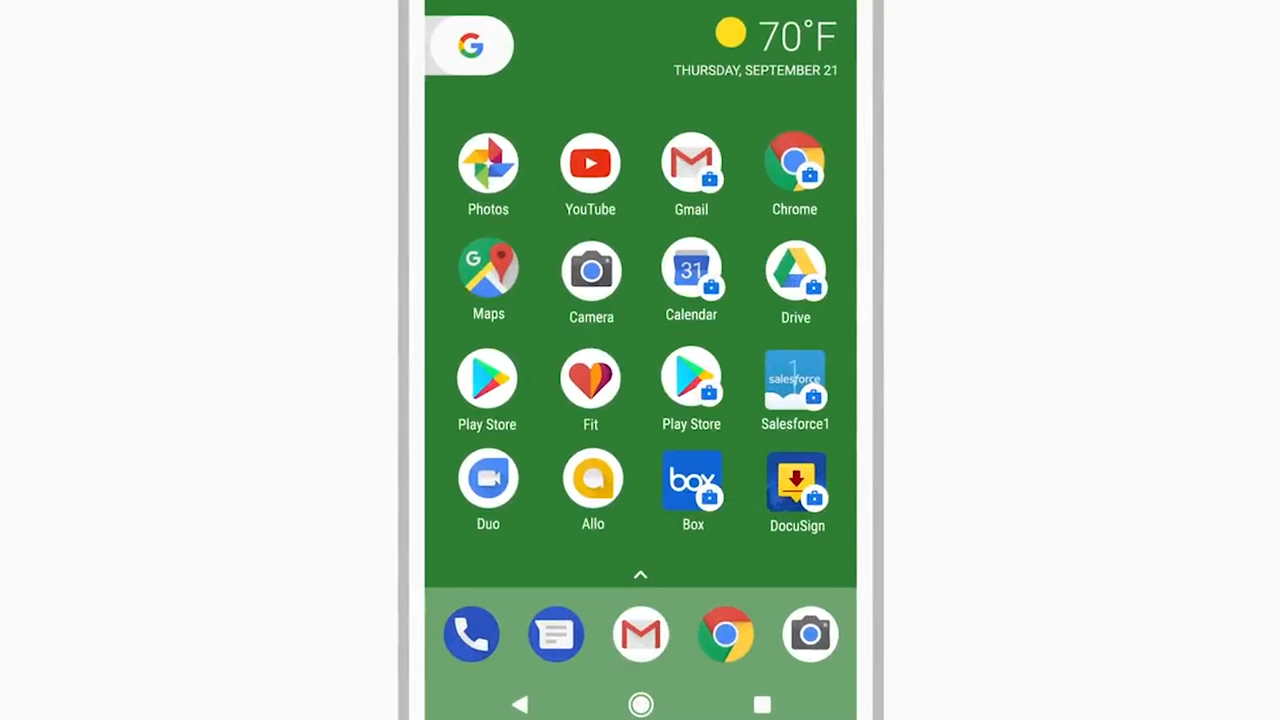 G
70°F
THURSDAY, SEPTEMBER 21
Photos
YouTube
Gmail
Chrome
G
31
Maps
Camera
Calendar
Drive
salesforce
1
Play Store
Fit
Play Store
Salesforce1
box
Duo
Allo
Box
DocuSign